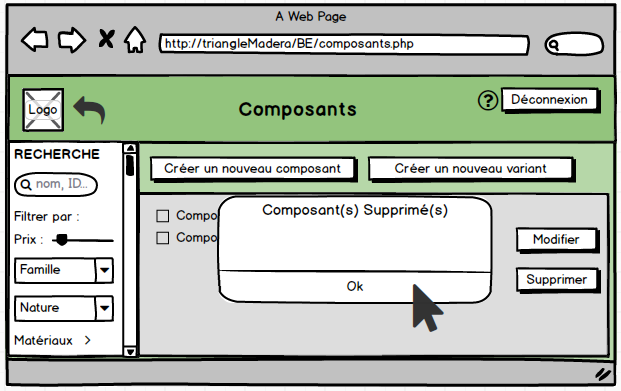 A Web Page
http://triangleMadera/BE/composants.php
Logo
Composants
?
Déconnexion
RECHERCHE
nom, ID...
Filtrer par :
Prix :
Famille
Nature
Matériaux >
Créer un nouveau composant
Créer un nouveau variant
Compo
Compo
Composant(s) Supprimé(s)
Ok
Modifier
Supprimer